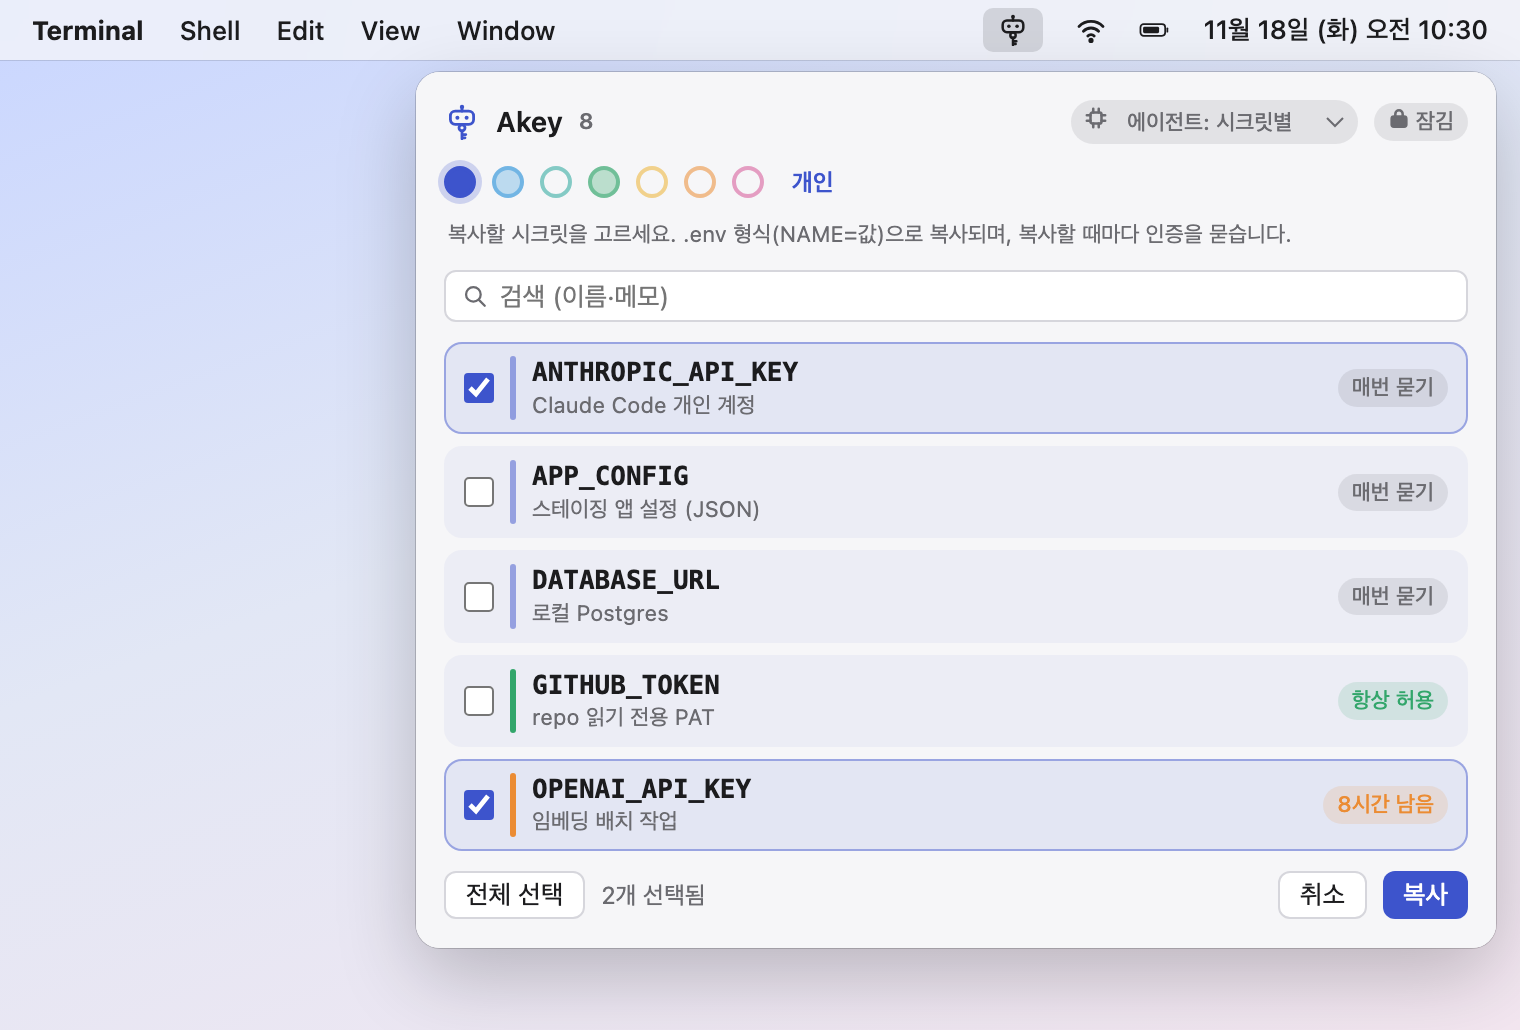 Terminal Shell Edit View Window 11월 18일 (화) 오전 10:30
Akey 8 에이전트: 시크릿별 잠김
개인
복사할 시크릿을 고르세요. .env 형식(NAME=값)으로 복사되며, 복사할 때마다 인증을 묻습니다.
검색 (이름·메모)
ANTHROPIC_API_KEY
Claude Code 개인 계정
매번 묻기
APP_CONFIG
스테이징 앱 설정 (JSON)
매번 묻기
DATABASE_URL
로컬 Postgres
매번 묻기
GITHUB_TOKEN
repo 읽기 전용 PAT
항상 허용
OPENAI_API_KEY
임베딩 배치 작업
8시간 남음
전체 선택 2개 선택됨 취소 복사